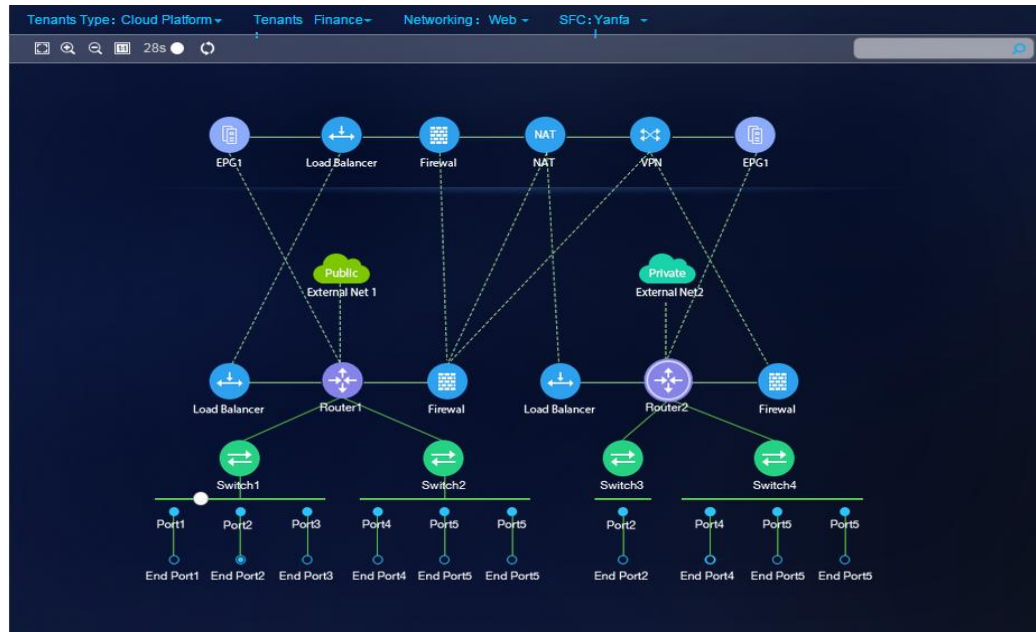 Tenants Type: Cloud Platform Tenants: Finance Networking: Web SFC: Yanfa
1:1 28s
NAT
EPG1 Load Balancer Firewal NAT VPN EPG1
Public Private
External Net 1 External Net2
Load Balancer Router1 Firewal Load Balancer Router2 Firewal
Switch1 Switch2 Switch3 Switch4
Port1 Port2 Port3 Port4 Port5 Port5 Port2 Port4 Port5 Port5
End Port1 End Port2 End Port3 End Port4 End Port5 End Port5 End Port2 End Port4 End Port5 End Port5